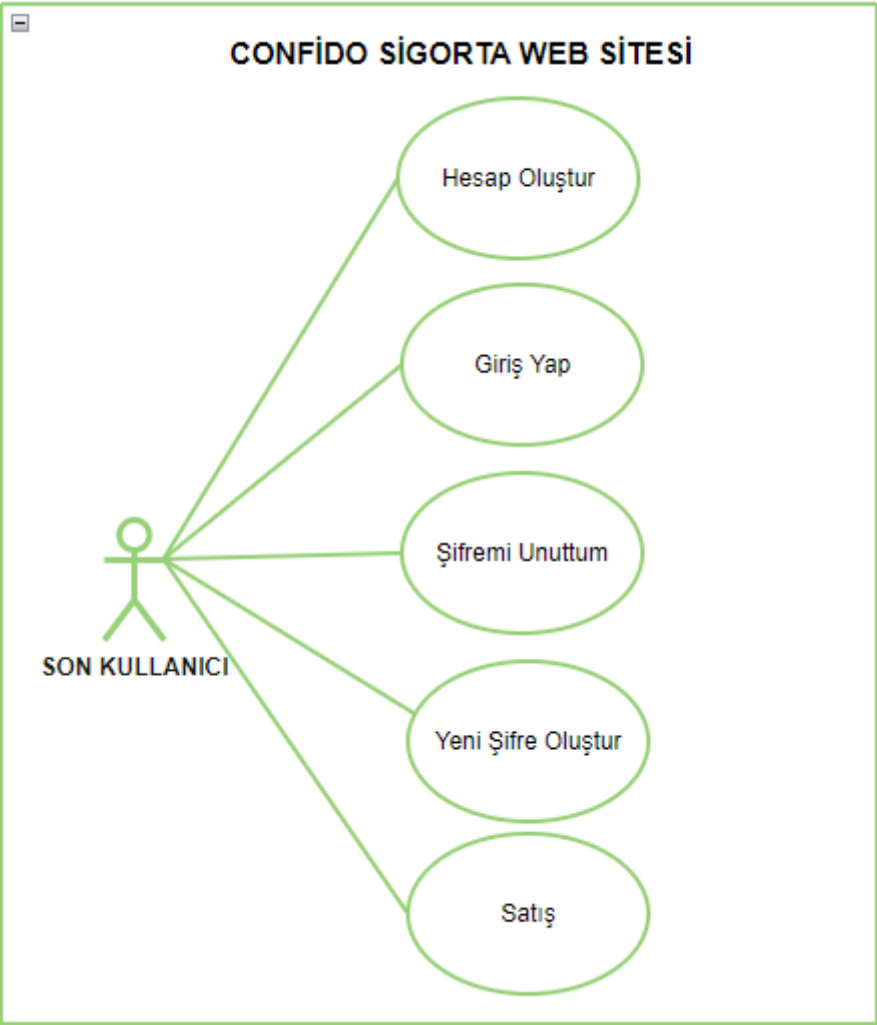 CONFİDO SİGORTA WEB SİTESİ
Hesap Oluştur
Giriş Yap
Şifremi Unuttum
SON KULLANICI
Yeni Şifre Oluştur
Satış